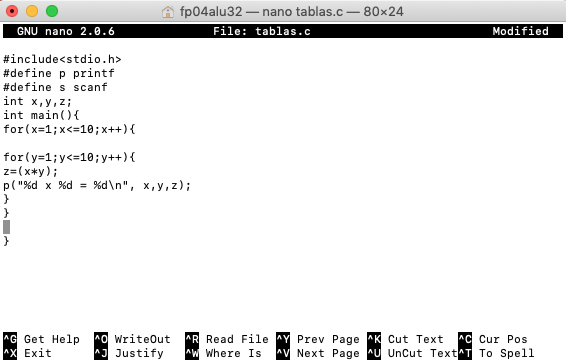 fp04alu32 — nano tablas.c — 80×24
GNU nano 2.0.6 File: tablas.c Modified
#include<stdio.h>
#define p printf
#define s scanf
int x,y,z;
int main(){
for(x=1;x<=10;x++){
for(y=1;y<=10;y++){
z=(x*y);
p("%d x %d = %d\n", x,y,z);
}
}
}
^G Get Help ^O WriteOut ^R Read File ^Y Prev Page ^K Cut Text ^C Cur Pos
^X Exit ^J Justify ^W Where Is ^V Next Page ^U UnCut Text ^T To Spell